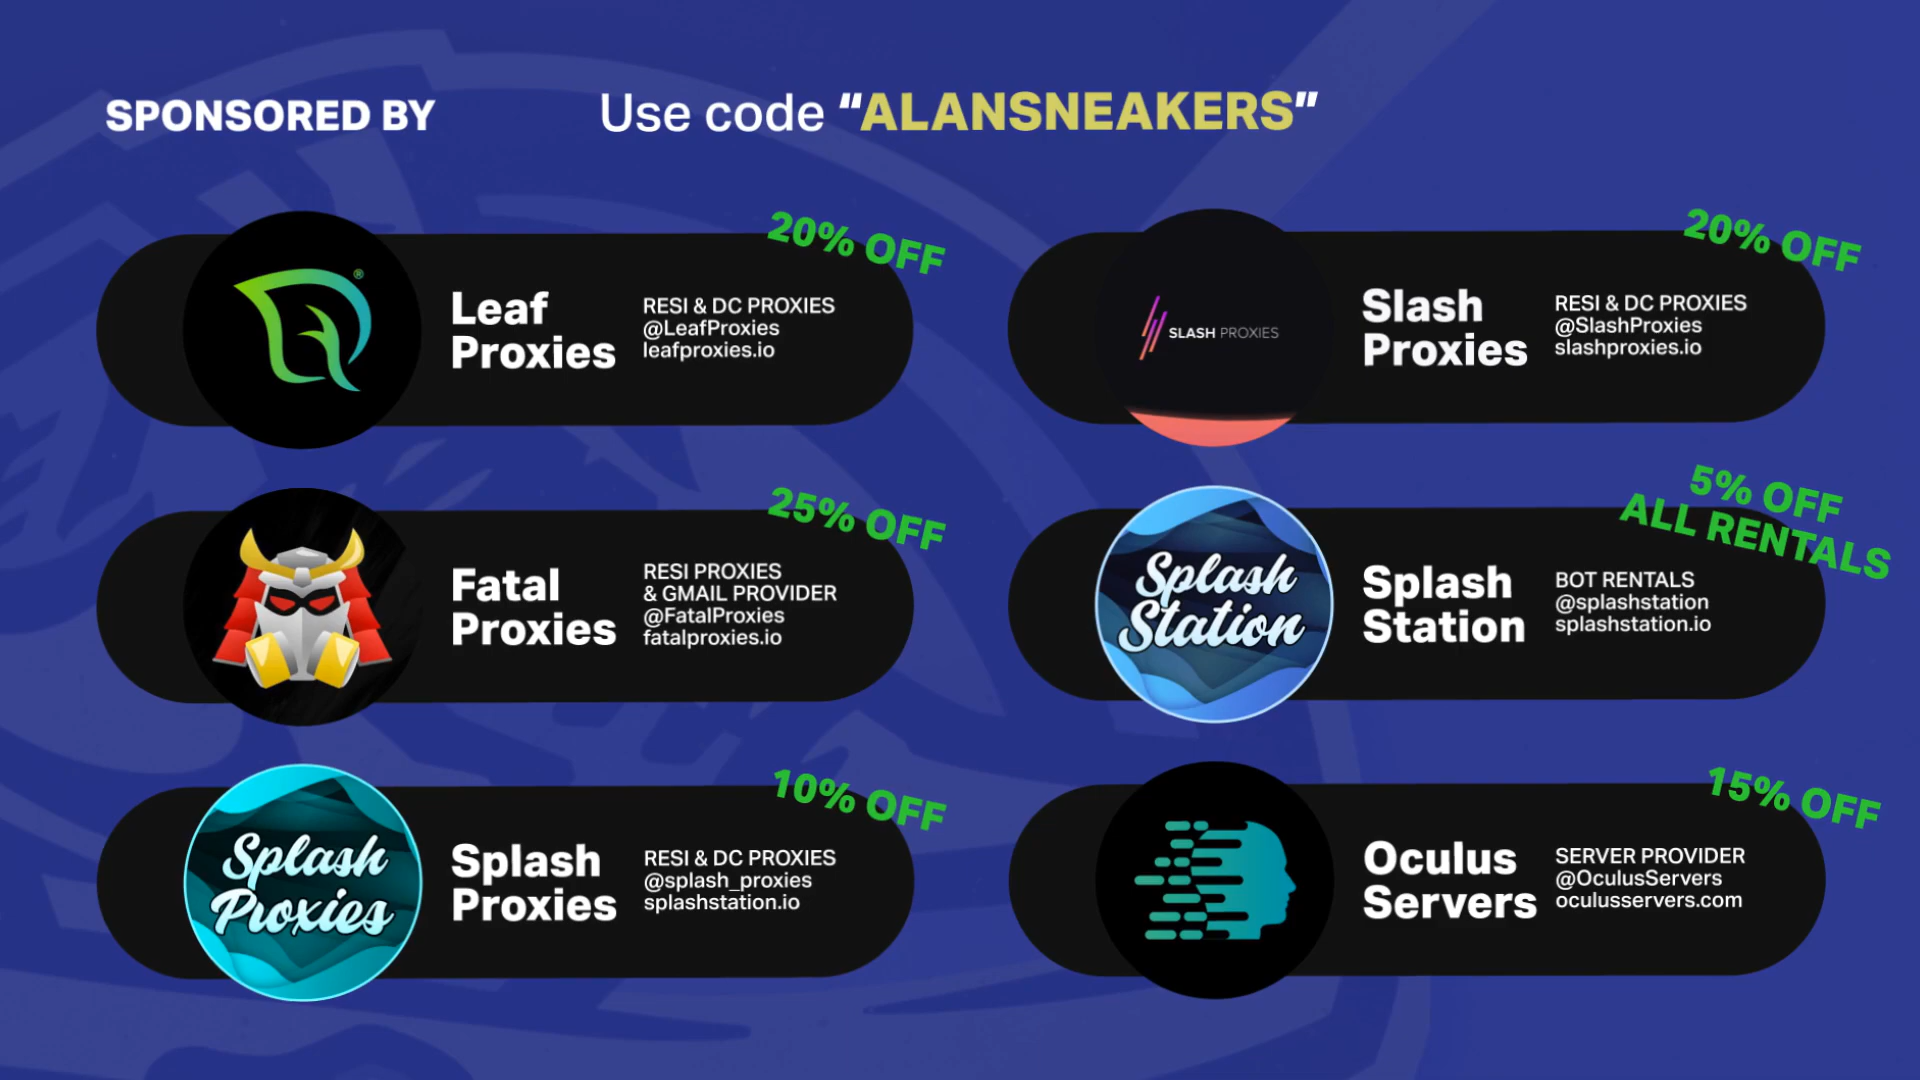 SPONSORED BY
Use code “ALANSNEAKERS”
20% OFF
Leaf
Proxies
RESI & DC PROXIES
@LeafProxies
leafproxies.io
20% OFF
SLASH PROXIES
Slash
Proxies
RESI & DC PROXIES
@SlashProxies
slashproxies.io
25% OFF
Fatal
Proxies
RESI PROXIES
& GMAIL PROVIDER
@FatalProxies
fatalproxies.io
5% OFF
ALL RENTALS
Splash
Station
Splash
Station
BOT RENTALS
@splashstation
splashstation.io
10% OFF
Splash
Proxies
Splash
Proxies
RESI & DC PROXIES
@splash_proxies
splashstation.io
15% OFF
Oculus
Servers
SERVER PROVIDER
@OculusServers
oculusservers.com